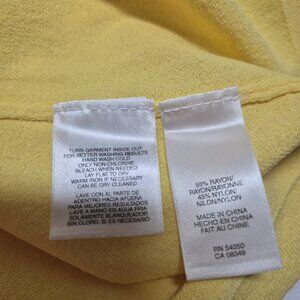 TURN GARMENT INSIDE OUT
FOR BETTER WASHING RESULTS
HAND WASH COLD
ONLY NON-CHLORINE
BLEACH WHEN NEEDED
LAY FLAT TO DRY
WARM IRON IF NECESSARY
CAN BE DRY CLEANED
LAVE CON AL PARTE DE
ADENTRO HACIA AFUERA
PARA MEJORES RESULTADOS
LAVE A MANO EN AGUA FRIA
SOLAMENTE BLANQUEADOR,
SIN CLORO. SI ES NECESARIO
55% RAYON/
RAYON/RAYONNE
45% NYLON/
NILON/NYLON
MADE IN CHINA
HECHO EN CHINA
FAIT AU CHINE
RN 54050
CA 08349